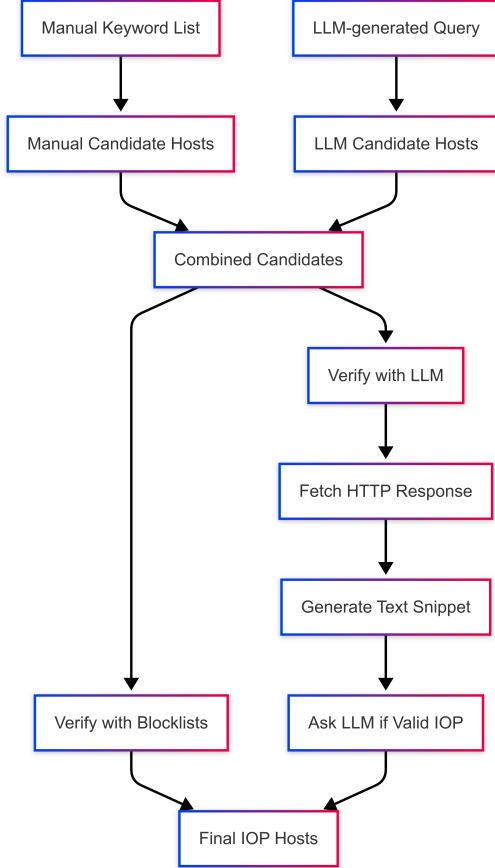 Manual Keyword List
LLM-generated Query
Manual Candidate Hosts
LLM Candidate Hosts
Combined Candidates
Verify with LLM
Fetch HTTP Response
Generate Text Snippet
Verify with Blocklists
Ask LLM if Valid IOP
Final IOP Hosts